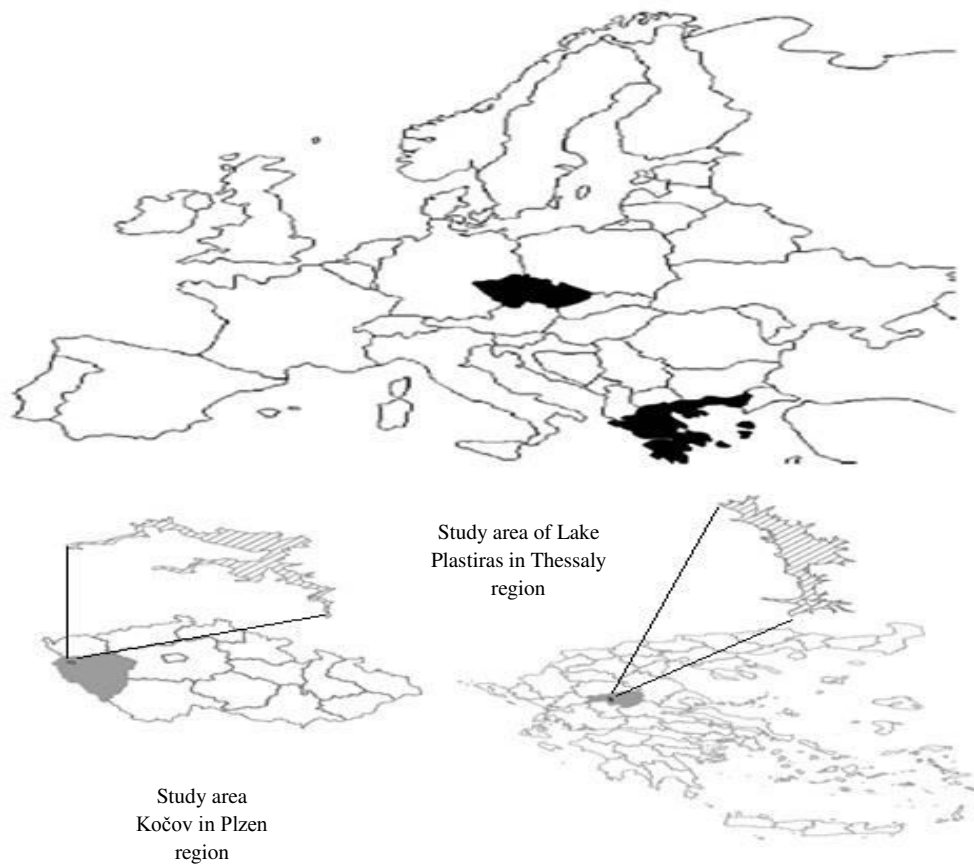 Study area of Lake
Plastiras in Thessaly
region
Study area
Kočov in Plzen
region